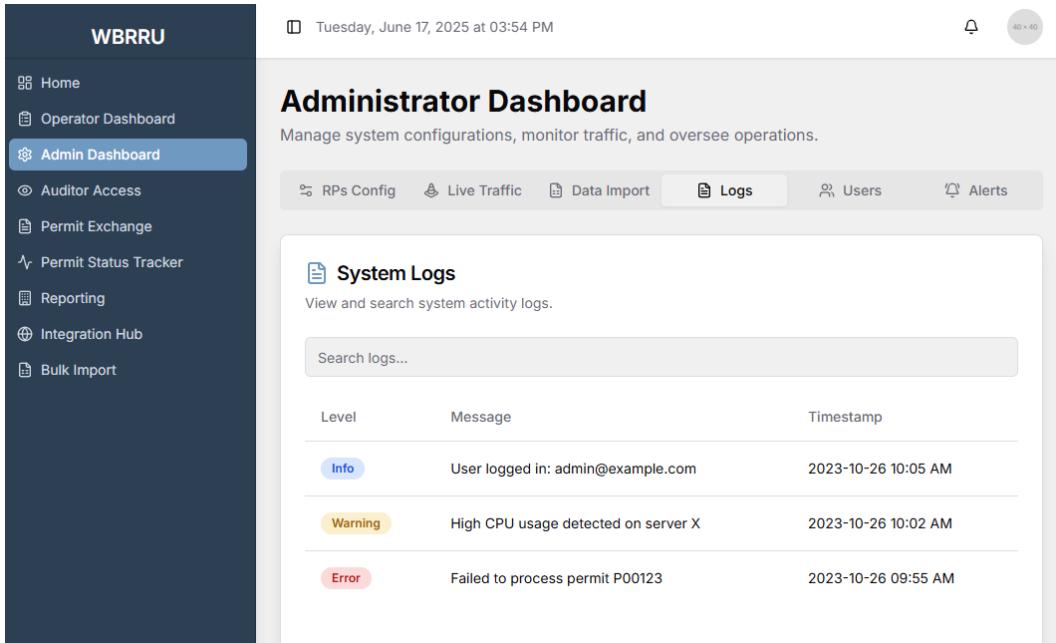 WBRRU
Home
Operator Dashboard
Admin Dashboard
Auditor Access
Permit Exchange
Permit Status Tracker
Reporting
Integration Hub
Bulk Import
Tuesday, June 17, 2025 at 03:54 PM
40 × 40
Administrator Dashboard
Manage system configurations, monitor traffic, and oversee operations.
RPs Config Live Traffic Data Import Logs Users Alerts
System Logs
View and search system activity logs.
Search logs...
Level Message Timestamp
Info User logged in: admin@example.com 2023-10-26 10:05 AM
Warning High CPU usage detected on server X 2023-10-26 10:02 AM
Error Failed to process permit P00123 2023-10-26 09:55 AM